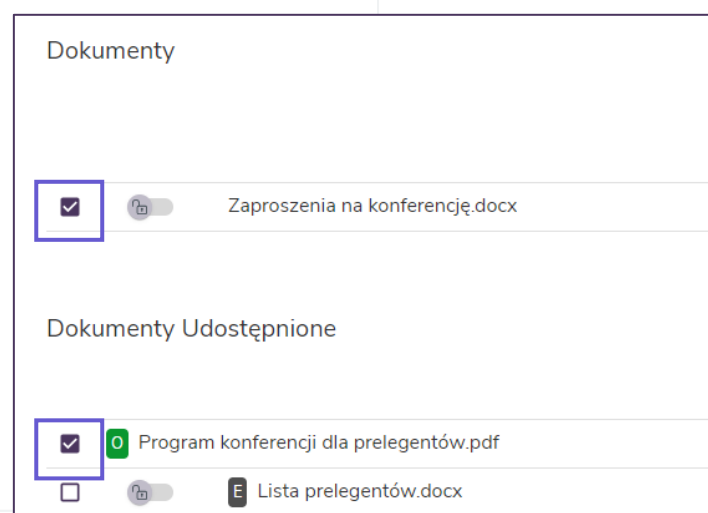 Dokumenty
Zaproszenia na konferencję.docx
Dokumenty Udostępnione
O Program konferencji dla prelegentów.pdf
E Lista prelegentów.docx